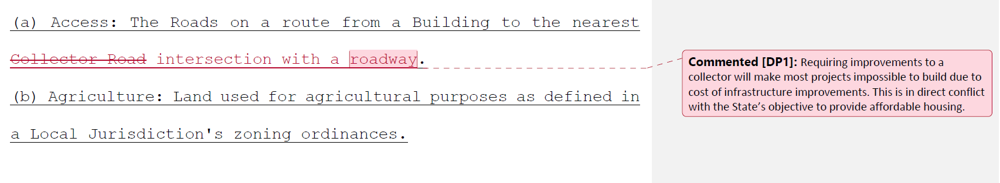 (a) Access: The Roads on a route from a Building to the nearest
Collector Road intersection with a roadway.
(b) Agriculture: Land used for agricultural purposes as defined in
a Local Jurisdiction's zoning ordinances.
Commented [DP1]: Requiring improvements to a
collector will make most projects impossible to build due to
cost of infrastructure improvements. This is in direct conflict
with the State’s objective to provide affordable housing.